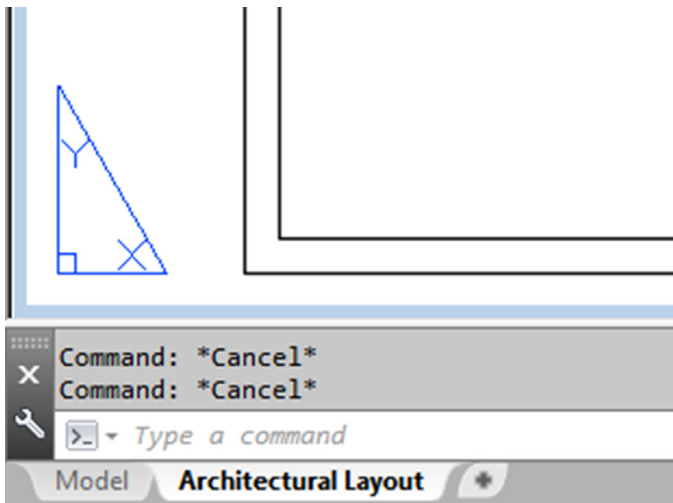 Y
X
Command: *Cancel*
Command: *Cancel*
Type a command
Model Architectural Layout